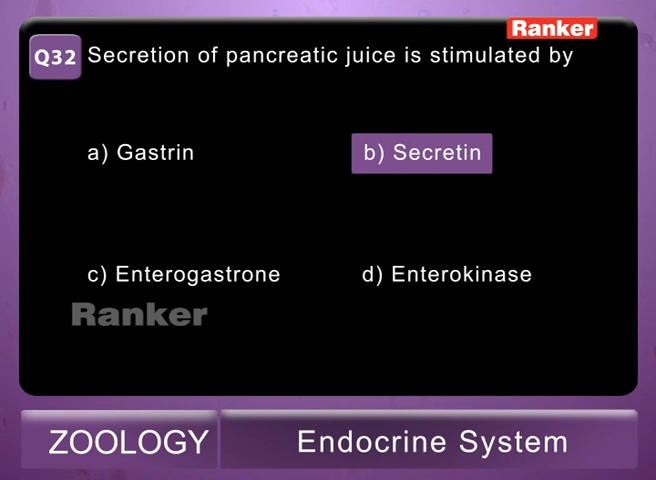 Ranker
Q32 Secretion of pancreatic juice is stimulated by
a) Gastrin b) Secretin
c) Enterogastrone d) Enterokinase
Ranker
ZOOLOGY Endocrine System